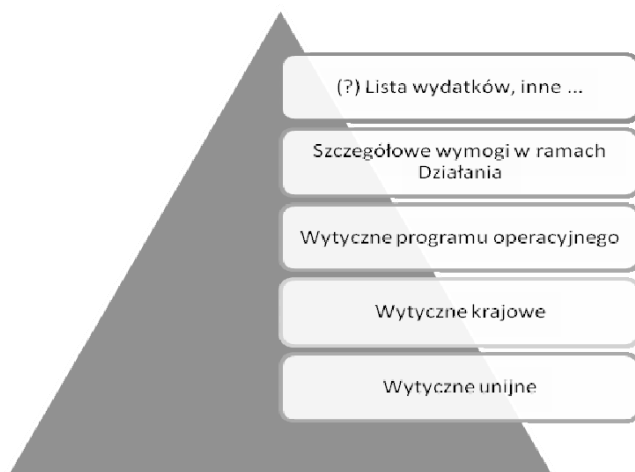 (?) Lista wydatków, inne ...
Szczegółowe wymogi w ramach
Działania
Wytyczne programu operacyjnego
Wytyczne krajowe
Wytyczne unijne